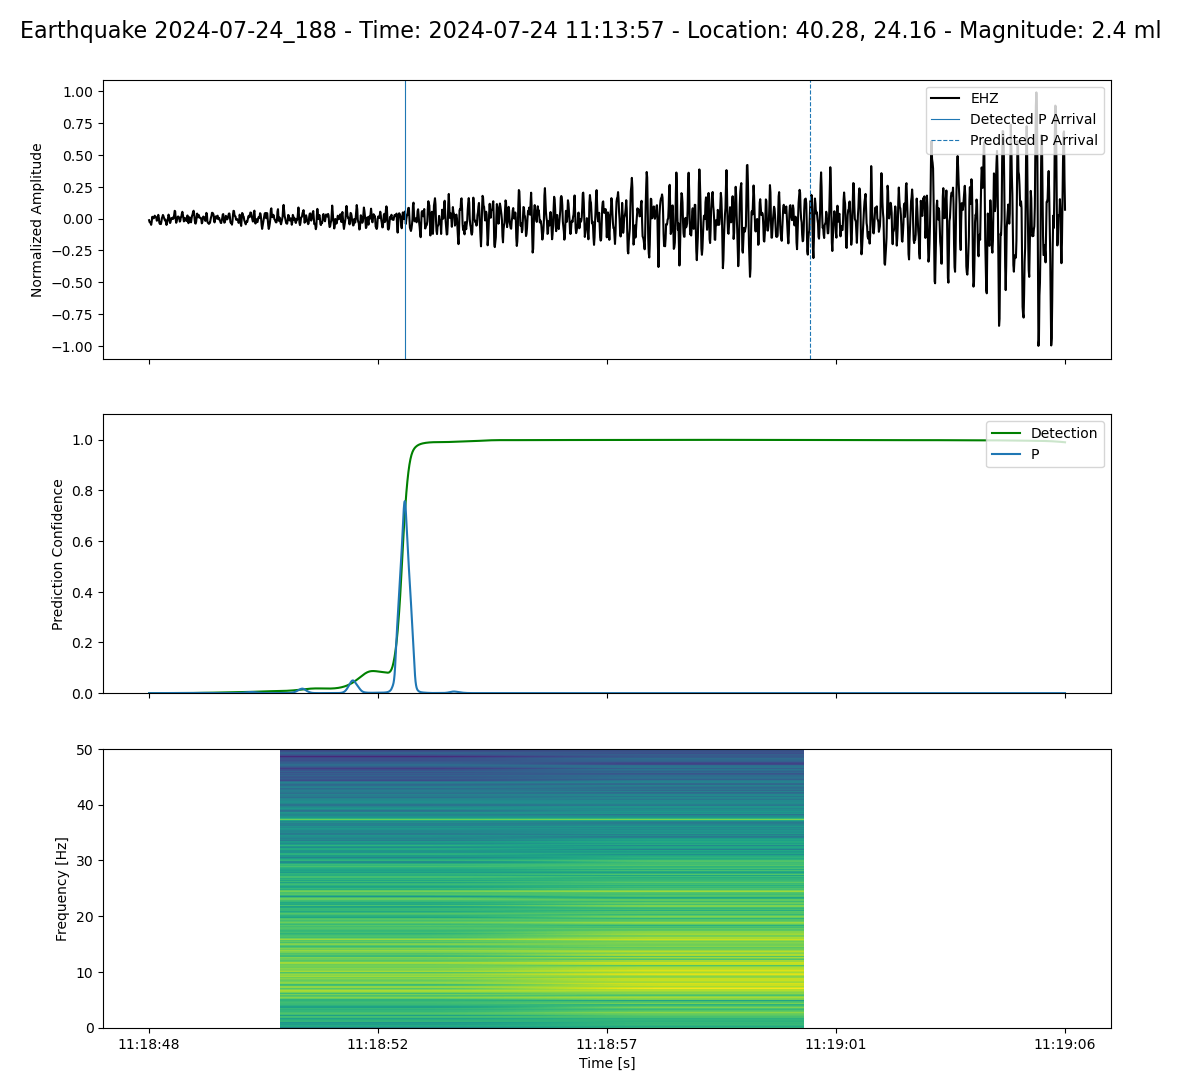 Earthquake 2024-07-24_188 - Time: 2024-07-24 11:13:57 - Location: 40.28, 24.16 - Magnitude: 2.4 ml
Normalized Amplitude
1.00
0.75
0.50
0.25
0.00
−0.25
−0.50
−0.75
−1.00
EHZ
Detected P Arrival
Predicted P Arrival
Prediction Confidence
1.0
0.8
0.6
0.4
0.2
0.0
Detection
P
Frequency [Hz]
50
40
30
20
10
0
11:18:48 11:18:52 11:18:57 11:19:01 11:19:06
Time [s]